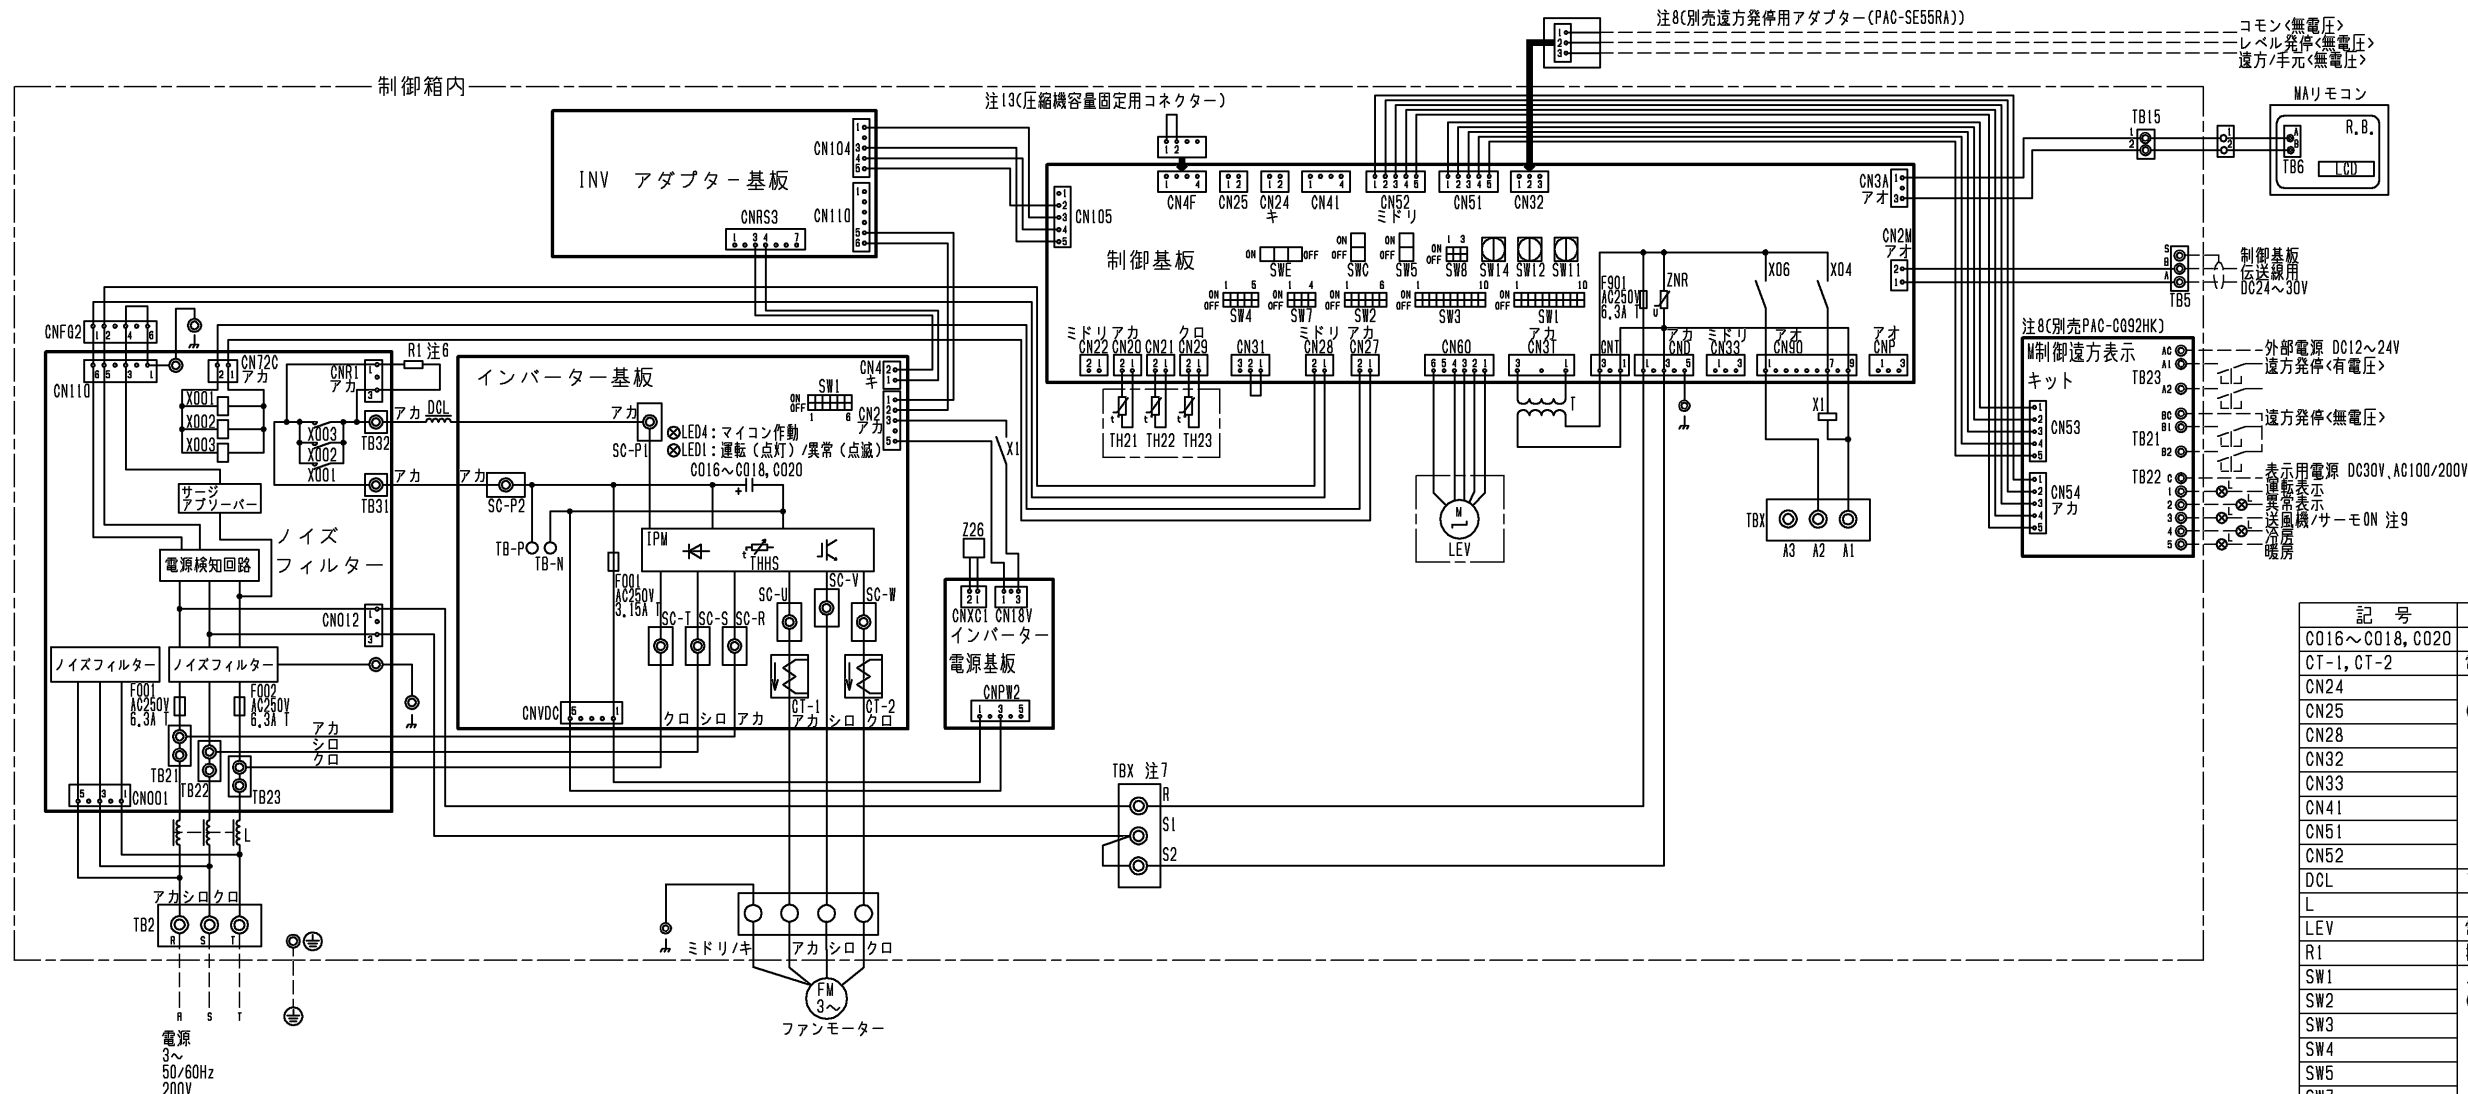 注8(別売遠方発停用アダプター(PAC-SE55RA))
コモン<無電圧>
レベル発停<無電圧>
遠方/手元<無電圧>
制御箱内
注13(圧縮機容量固定用コネクター)
MAリモコン
R.B.
LCD
TB6
TB15
INV アダプター基板
CN104
CN110
CNRS3
CN105
CN4F
CN25
CN24
キ
CN41
CN52
ミドリ
CN51
CN32
CN3A
アオ
CN2M
アオ
制御基板
SWE
SWC
SW5
SW8
SW14
SW12
SW11
SW4
SW7
SW2
SW3
SW1
F901
AC250V
6.3A T
ZNR
X06
X04
制御基板
伝送線用
DC24～30V
TB5
CNFG2
CN110
CN72C
アカ
R1 注6
CNR1
アカ
X001
X002
X003
X003
X002
X001
TB32
TB31
アカ
DCL
アカ
サージ
アブソーバー
ノイズ
フィルター
電源検知回路
CN012
ノイズフィルター
ノイズフィルター
F001
AC250V
6.3A T
F002
AC250V
6.3A T
TB21
TB22
TB23
CN001
L
アカ
シロ
クロ
インバーター基板
SW1
CN4
キ
CN2
アカ
アカ
SC-P1
LED4：マイコン作動
LED1：運転（点灯）/異常（点滅）
C016～C018,C020
アカ
SC-P2
TB-P
TB-N
IPM
THHS
F001
AC250V
3.15A T
SC-T
SC-S
SC-R
SC-U
SC-V
SC-W
CT-1
CT-2
CNVDC
クロ シロ アカ
アカ シロ クロ
X1
Z26
CNXC1
CN18V
インバーター
電源基板
CNPW2
ミドリ
CN22
アカ
CN20
CN21
クロ
CN29
CN31
ミドリ
CN28
アカ
CN27
CN60
アカ
CN3T
CNT
アカ
CND
ミドリ
CN33
アオ
CN90
アオ
CNP
TH21
TH22
TH23
M
LEV
T
X1
TBX
A3
A2
A1
注8(別売PAC-CG92HK)
M制御遠方表示
キット
TB23
TB21
TB22
CN53
CN54
アカ
外部電源 DC12～24V
遠方発停<有電圧>
遠方発停<無電圧>
表示用電源 DC30V､AC100/200V
運転表示
異常表示
送風機/サーモON 注9
冷房
暖房
TBX 注7
R
S1
S2
アカ シロ クロ
TB2
R
S
T
R
S
T
電源
3～
50/60Hz
200V
ミドリ/キ
アカ シロ クロ
FM
3～
ファンモーター
記 号
C016～C018,C020
CT-1,CT-2
CN24
CN25
CN28
CN32
CN33
CN41
CN51
CN52
DCL
L
LEV
R1
SW1
SW2
SW3
SW4
SW5